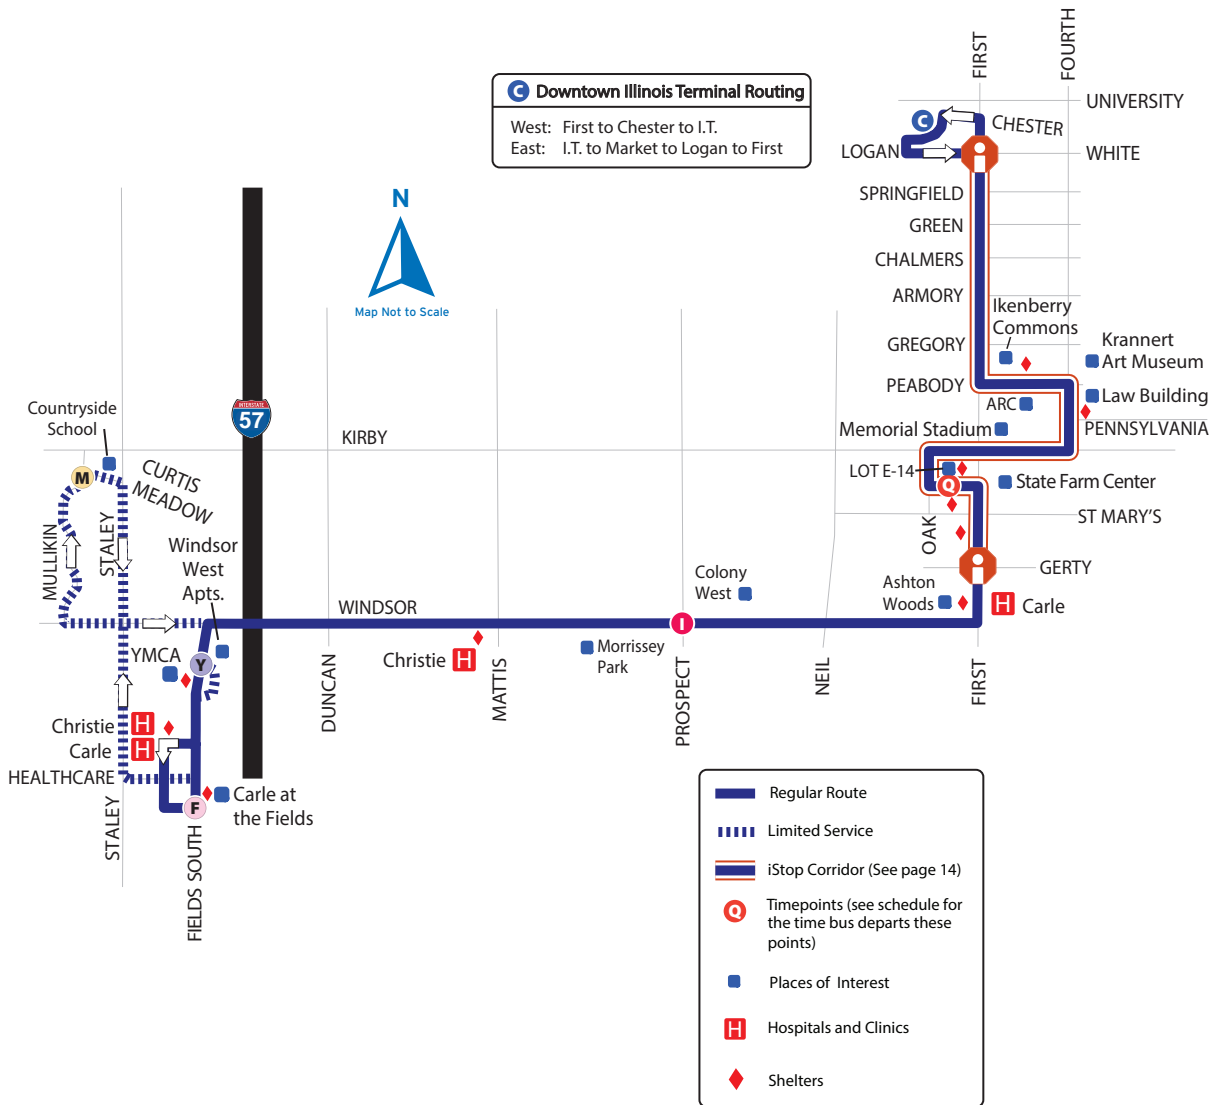 FIRST
FOURTH
C Downtown Illinois Terminal Routing
West: First to Chester to I.T.
East: I.T. to Market to Logan to First
C
CHESTER
UNIVERSITY
LOGAN
WHITE
SPRINGFIELD
GREEN
CHALMERS
ARMORY
GREGORY
PEABODY
N
Map Not to Scale
Ikenberry
Commons
Krannert
Art Museum
ARC
Law Building
PENNSYLVANIA
Memorial Stadium
LOT E-14
Q
State Farm Center
ST MARY'S
OAK
GERTY
Ashton
Woods
H Carle
FIRST
INTERSTATE
57
KIRBY
Countryside
School
M
CURTIS
MEADOW
MULLIKIN
STALEY
Windsor
West
Apts.
WINDSOR
Colony
West
I
YMCA
Y
Christie H
Morrissey
Park
DUNCAN
MATTIS
PROSPECT
NEIL
Christie H
Carle H
HEALTHCARE
F
Carle at
the Fields
STALEY
FIELDS SOUTH
Regular Route
Limited Service
iStop Corridor (See page 14)
Q Timepoints (see schedule for
the time bus departs these
points)
Places of Interest
H Hospitals and Clinics
Shelters